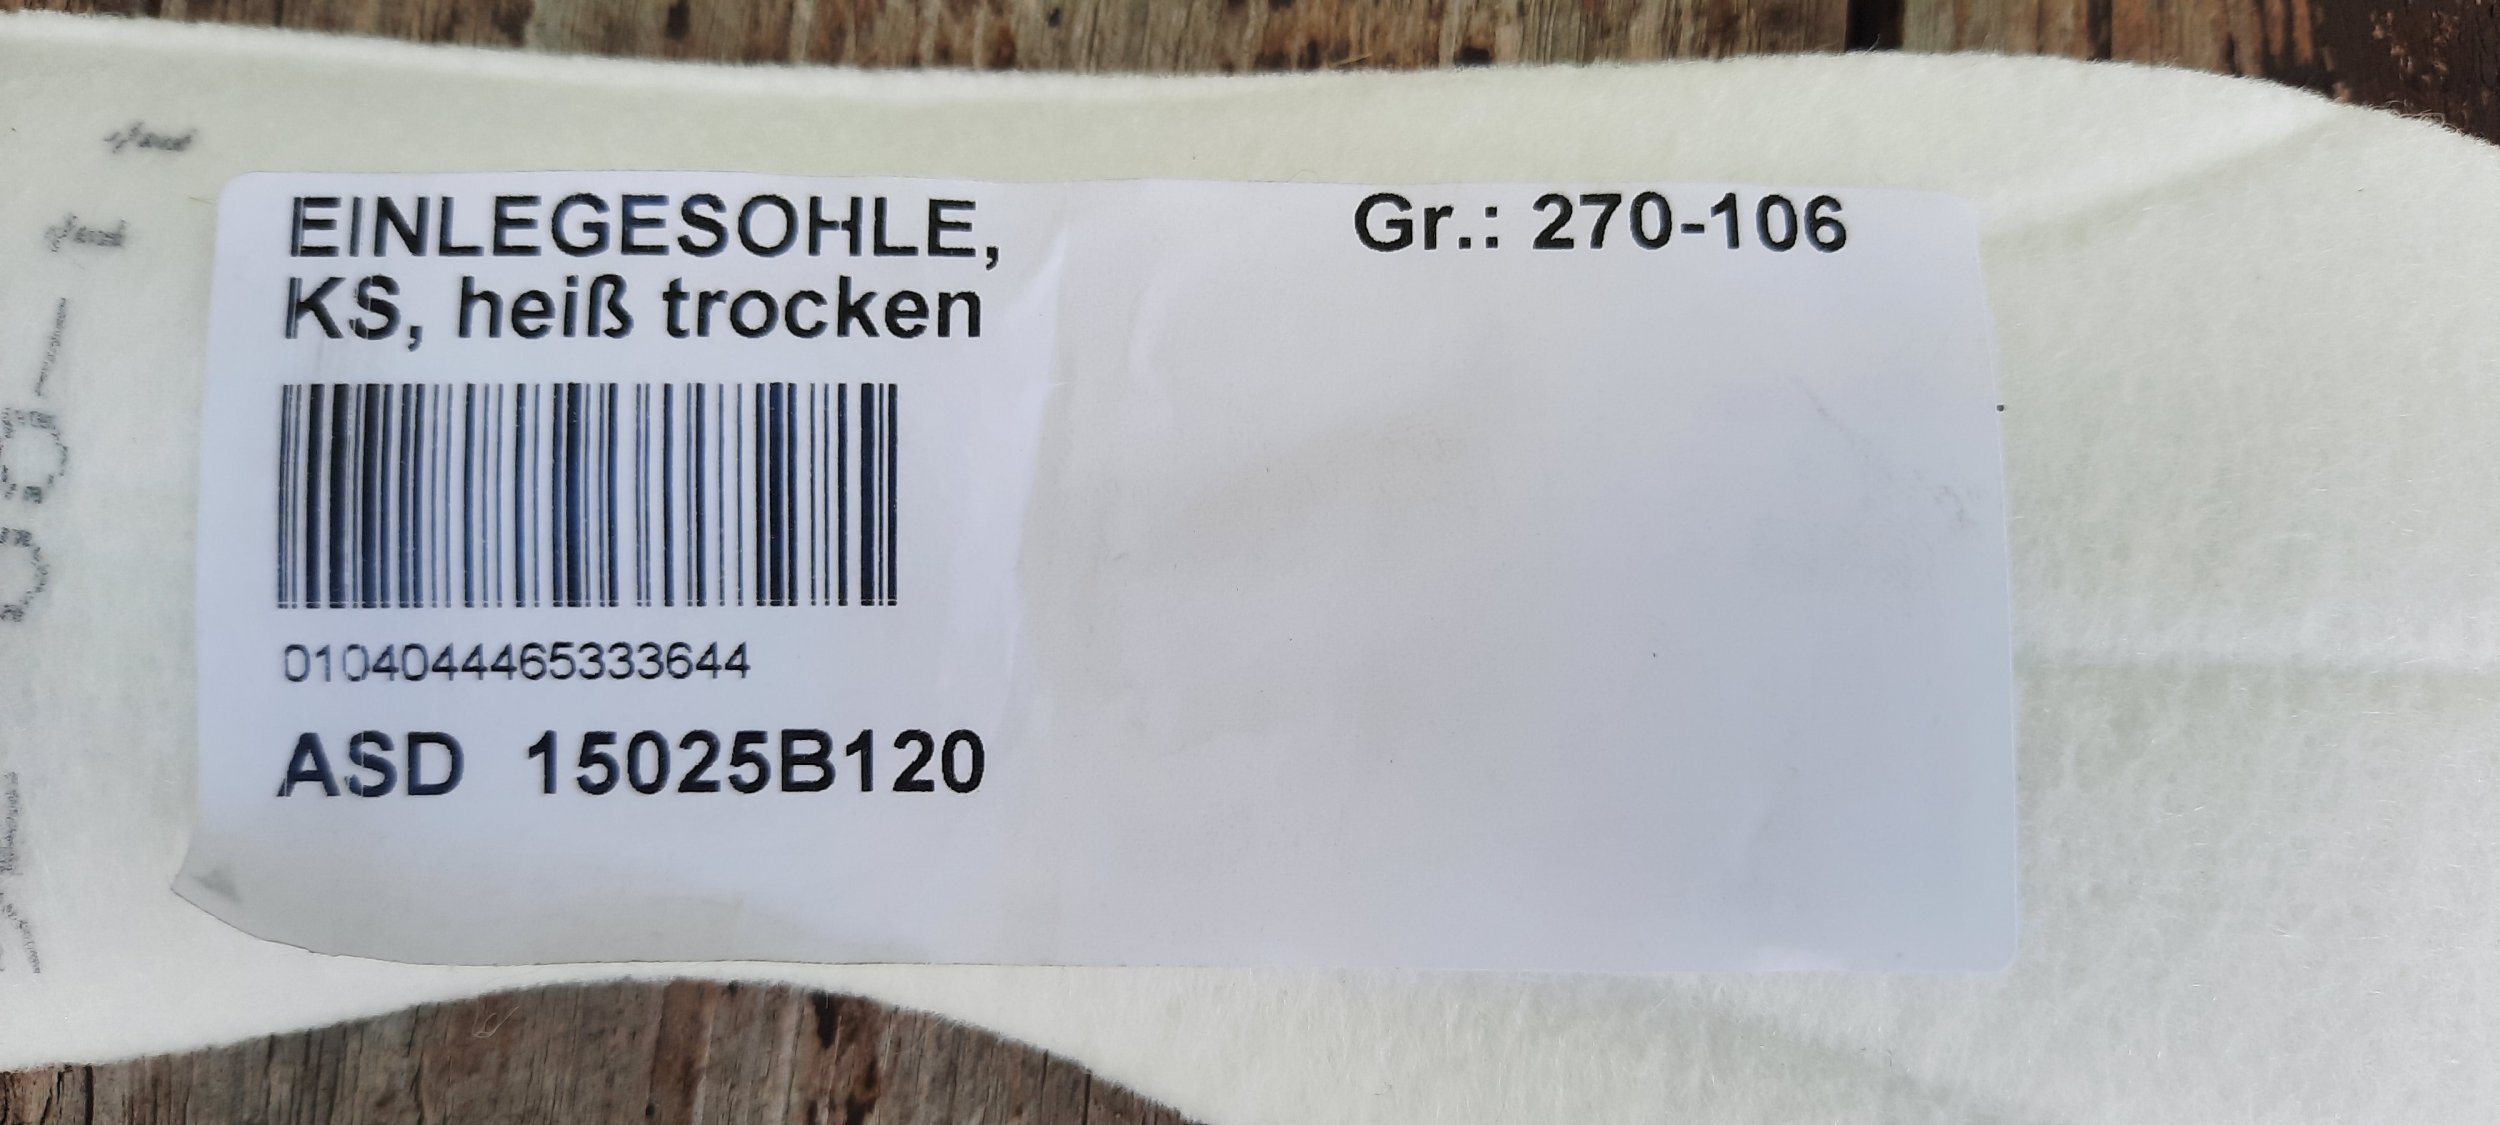 EINLEGESOHLE,
KS, heiß trocken
Gr.: 270-106
0104044465333644
ASD 15025B120